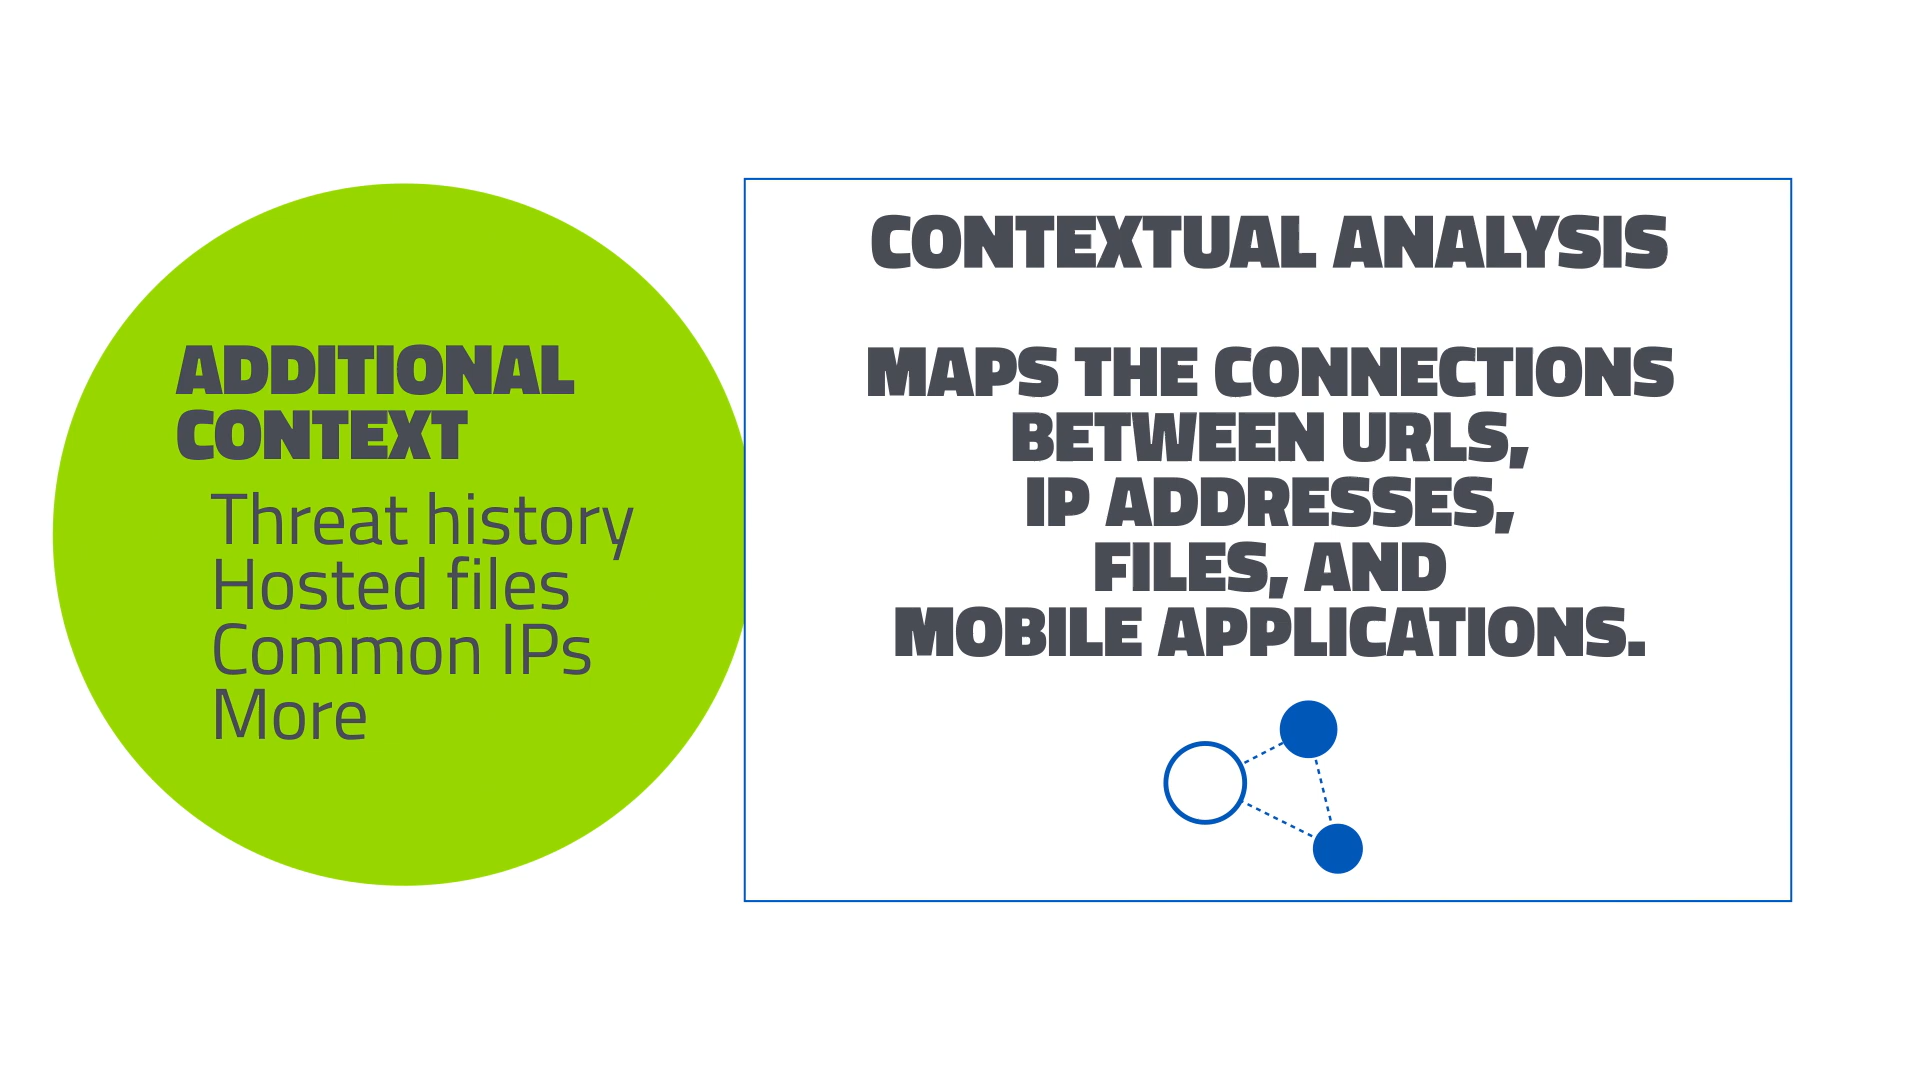 ADDITIONAL
CONTEXT
Threat history
Hosted files
Common IPs
More
CONTEXTUAL ANALYSIS
MAPS THE CONNECTIONS
BETWEEN URLS,
IP ADDRESSES,
FILES, AND
MOBILE APPLICATIONS.